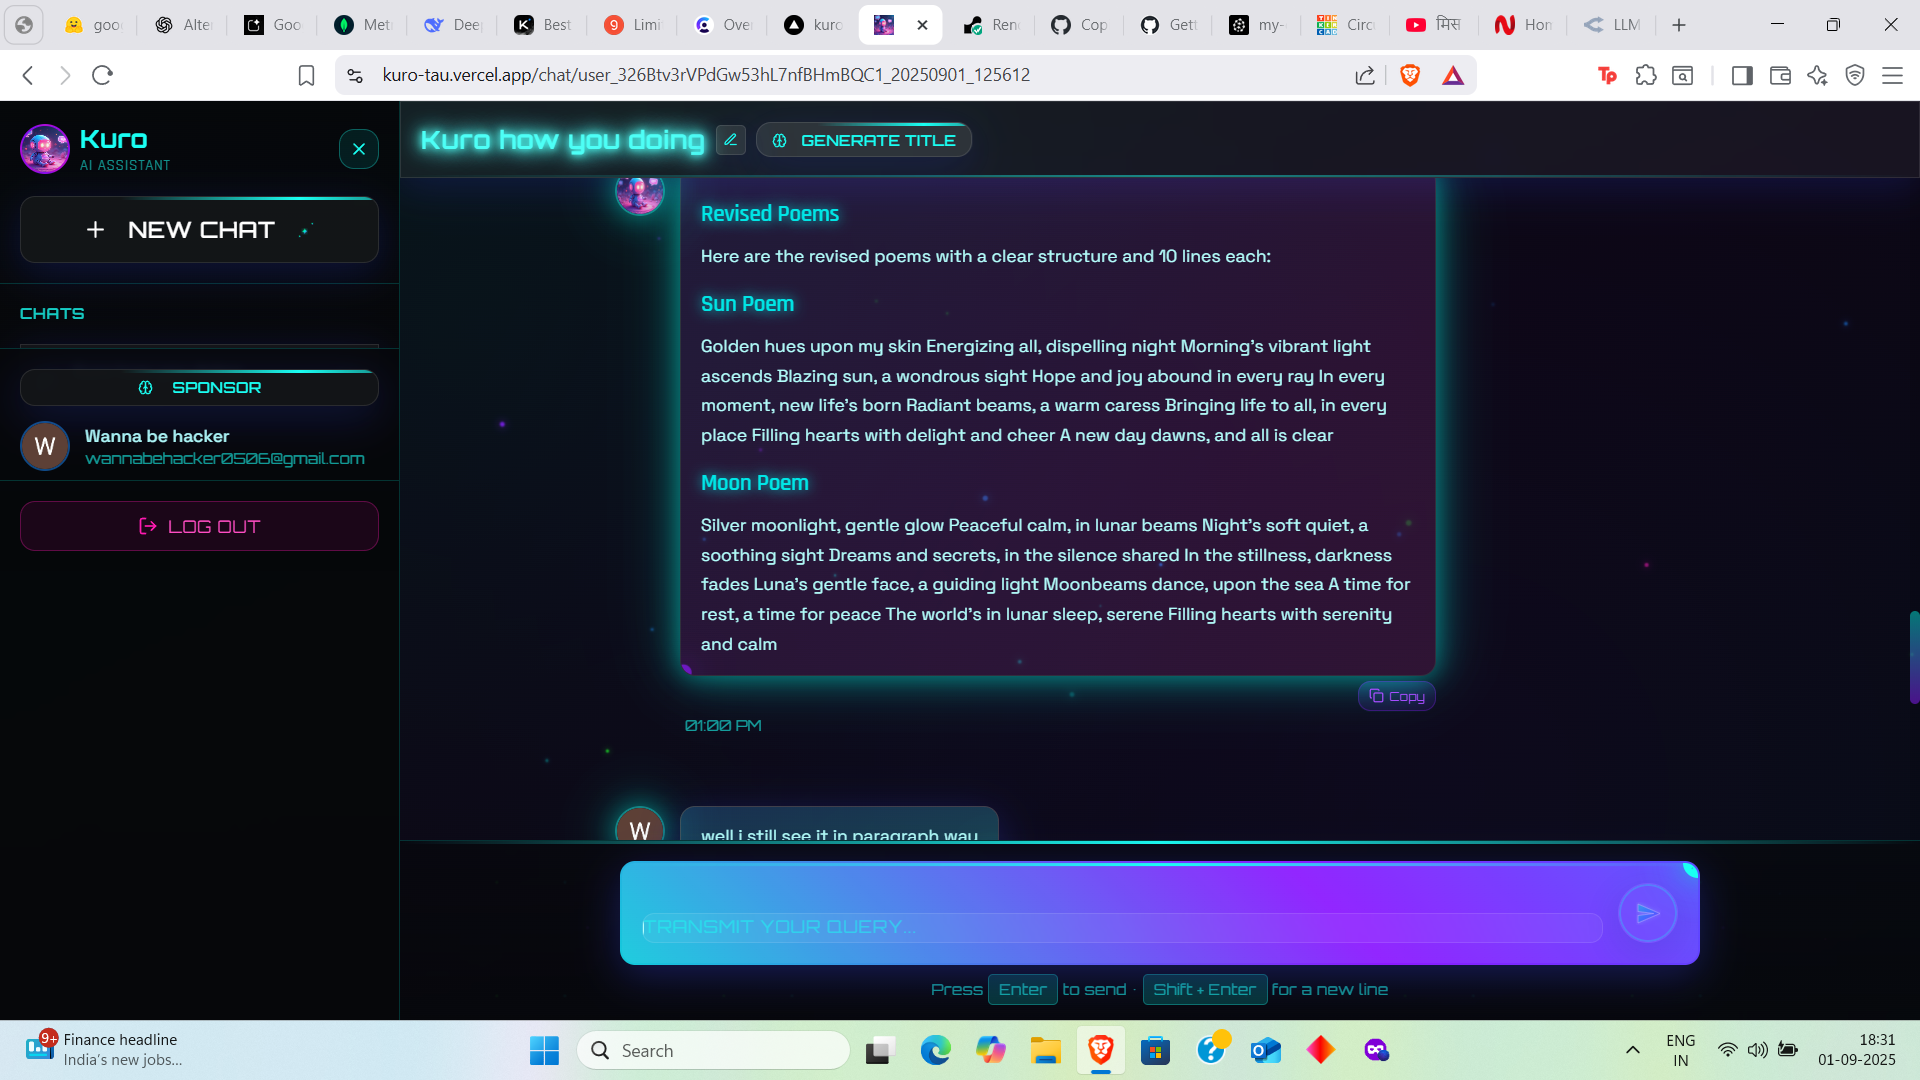 goo
Alte
Goo
Met
Dee
Best
Limi
Over
kuro
Ren
Cop
Gett
my-
Circ
मिस
Hon
LLM
kuro-tau.vercel.app/chat/user_326Btv3rVPdGw53hL7nfBHmBQC1_20250901_125612
Tp
Kuro
AI ASSISTANT
NEW CHAT
CHATS
SPONSOR
W
Wanna be hacker
wannabehacker0506@gmail.com
LOG OUT
Kuro how you doing
GENERATE TITLE
Revised Poems
Here are the revised poems with a clear structure and 10 lines each:
Sun Poem
Golden hues upon my skin Energizing all, dispelling night Morning's vibrant light
ascends Blazing sun, a wondrous sight Hope and joy abound in every ray In every
moment, new life's born Radiant beams, a warm caress Bringing life to all, in every
place Filling hearts with delight and cheer A new day dawns, and all is clear
Moon Poem
Silver moonlight, gentle glow Peaceful calm, in lunar beams Night's soft quiet, a
soothing sight Dreams and secrets, in the silence shared In the stillness, darkness
fades Luna's gentle face, a guiding light Moonbeams dance, upon the sea A time for
rest, a time for peace The world's in lunar sleep, serene Filling hearts with serenity
and calm
Copy
01:00 PM
W
well i still see it in paragraph way
TRANSMIT YOUR QUERY...
Press Enter to send · Shift + Enter for a new line
9+
Finance headline
India's new jobs...
Search
ENG
IN
18:31
01-09-2025